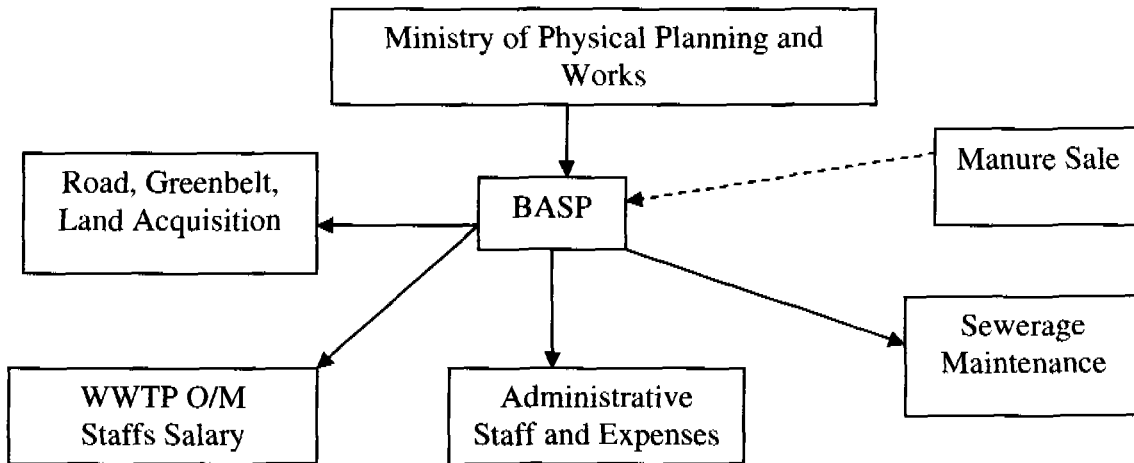 Ministry of Physical Planning and
Works
Road, Greenbelt,
Land Acquisition
BASP
Manure Sale
Sewerage
Maintenance
WWTP O/M
Staffs Salary
Administrative
Staff and Expenses